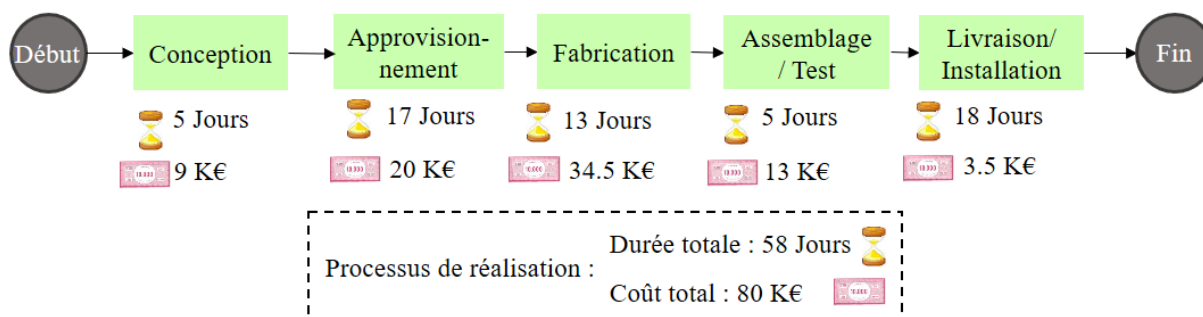 Début
Conception
Approvision-
nement
Fabrication
Assemblage
/ Test
Livraison/
Installation
Fin
5 Jours
17 Jours
13 Jours
5 Jours
18 Jours
9 K€
20 K€
34.5 K€
13 K€
3.5 K€
Processus de réalisation :
Durée totale : 58 Jours
Coût total : 80 K€